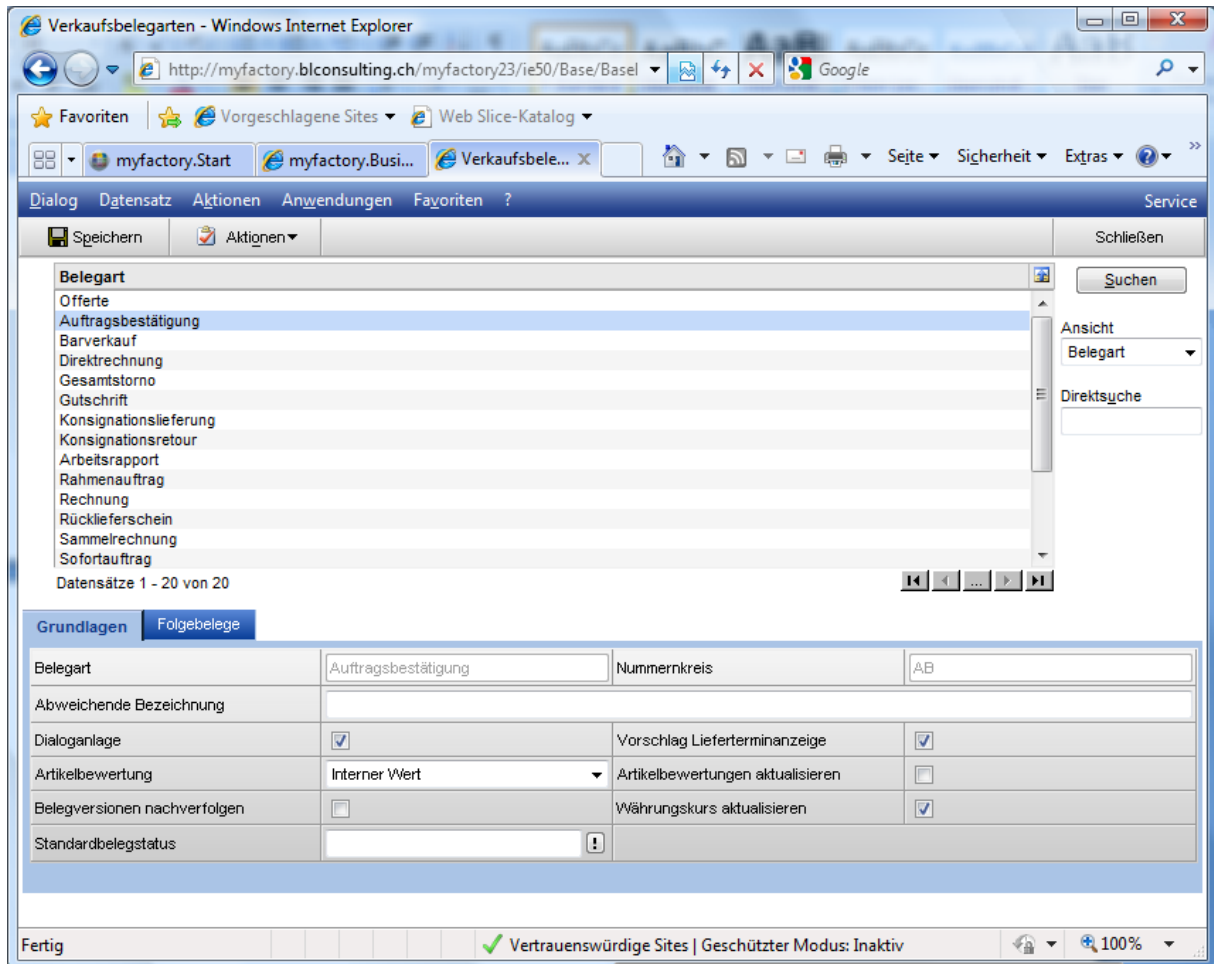 Verkaufsbelegarten - Windows Internet Explorer
http://myfactory.blconsulting.ch/myfactory23/ie50/Base/Basel
Google
Favoriten Vorgeschlagene Sites Web Slice-Katalog
myfactory.Start myfactory.Busi... Verkaufsbele... Seite Sicherheit Extras
Dialog Datensatz Aktionen Anwendungen Favoriten ? Service
Speichern Aktionen Schließen
Belegart Suchen
Offerte
Auftragsbestätigung
Ansicht
Barverkauf
Belegart
Direktrechnung
Gesamtstorno
Direktsuche
Gutschrift
Konsignationslieferung
Konsignationsretour
Arbeitsrapport
Rahmenauftrag
Rechnung
Rücklieferschein
Sammelrechnung
Sofortauftrag
Datensätze 1 - 20 von 20 ...
Grundlagen Folgebelege
Belegart Auftragsbestätigung Nummernkreis AB
Abweichende Bezeichnung
Dialoganlage Vorschlag Lieferterminanzeige
Artikelbewertung Interner Wert Artikelbewertungen aktualisieren
Belegversionen nachverfolgen Währungskurs aktualisieren
Standardbelegstatus !
Fertig Vertrauenswürdige Sites | Geschützter Modus: Inaktiv 100%